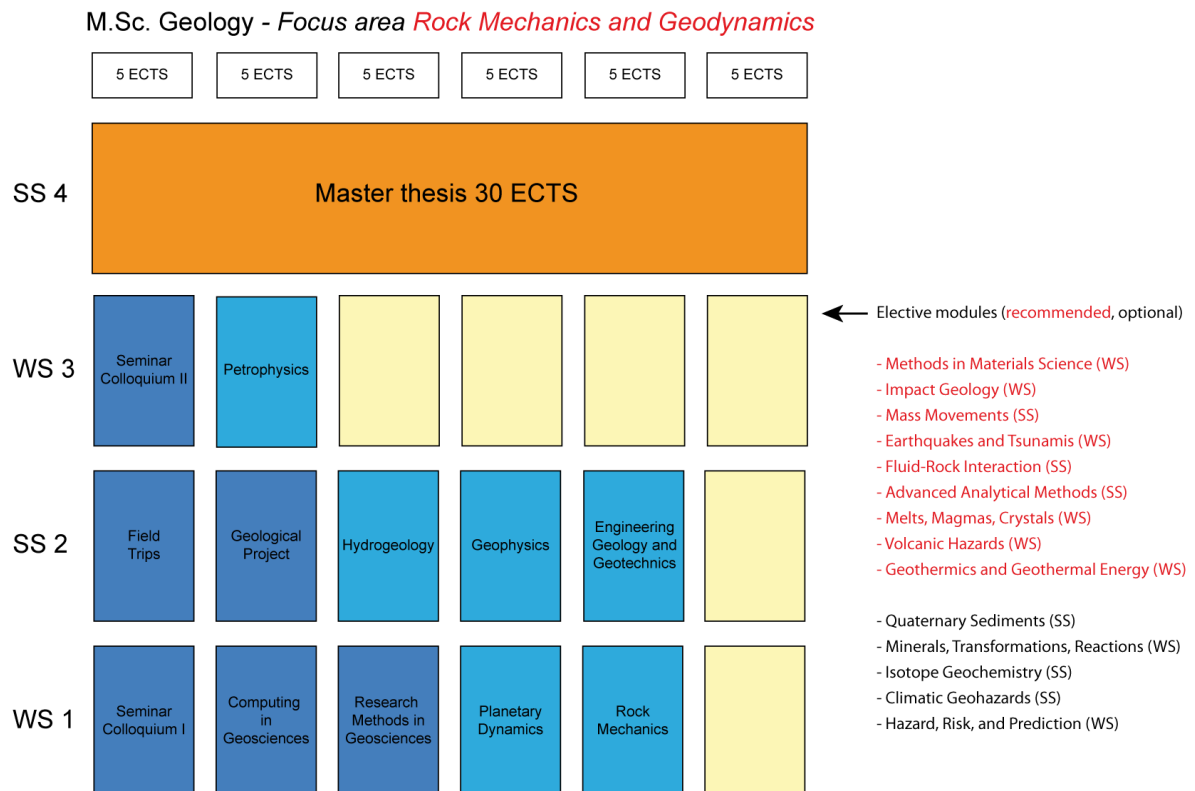 M.Sc. Geology - Focus area Rock Mechanics and Geodynamics
5 ECTS
5 ECTS
5 ECTS
5 ECTS
5 ECTS
5 ECTS
SS 4
Master thesis 30 ECTS
WS 3
Seminar
Colloquium II
Petrophysics
SS 2
Field
Trips
Geological
Project
Hydrogeology
Geophysics
Engineering
Geology and
Geotechnics
WS 1
Seminar
Colloquium I
Computing
in
Geosciences
Research
Methods in
Geosciences
Planetary
Dynamics
Rock
Mechanics
Elective modules (recommended, optional)
- Methods in Materials Science (WS)
- Impact Geology (WS)
- Mass Movements (SS)
- Earthquakes and Tsunamis (WS)
- Fluid-Rock Interaction (SS)
- Advanced Analytical Methods (SS)
- Melts, Magmas, Crystals (WS)
- Volcanic Hazards (WS)
- Geothermics and Geothermal Energy (WS)
- Quaternary Sediments (SS)
- Minerals, Transformations, Reactions (WS)
- Isotope Geochemistry (SS)
- Climatic Geohazards (SS)
- Hazard, Risk, and Prediction (WS)